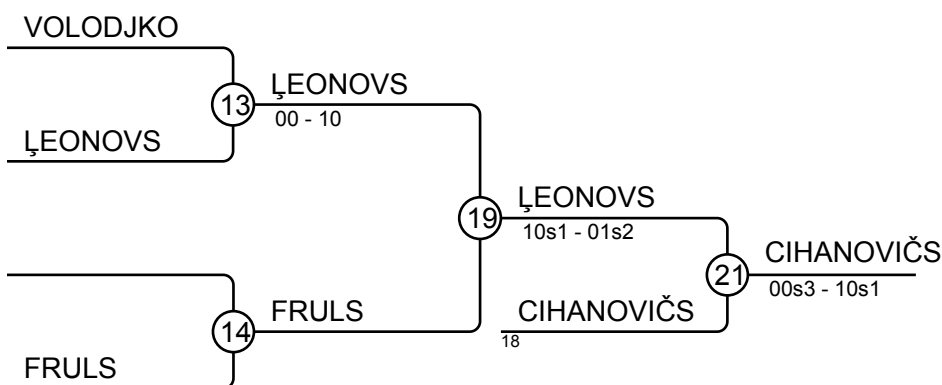 VOLODJKO
13
ĻEONOVS
00 - 10
ĻEONOVS
19
ĻEONOVS
10s1 - 01s2
21
CIHANOVIČS
00s3 - 10s1
14
FRULS
CIHANOVIČS
18
FRULS